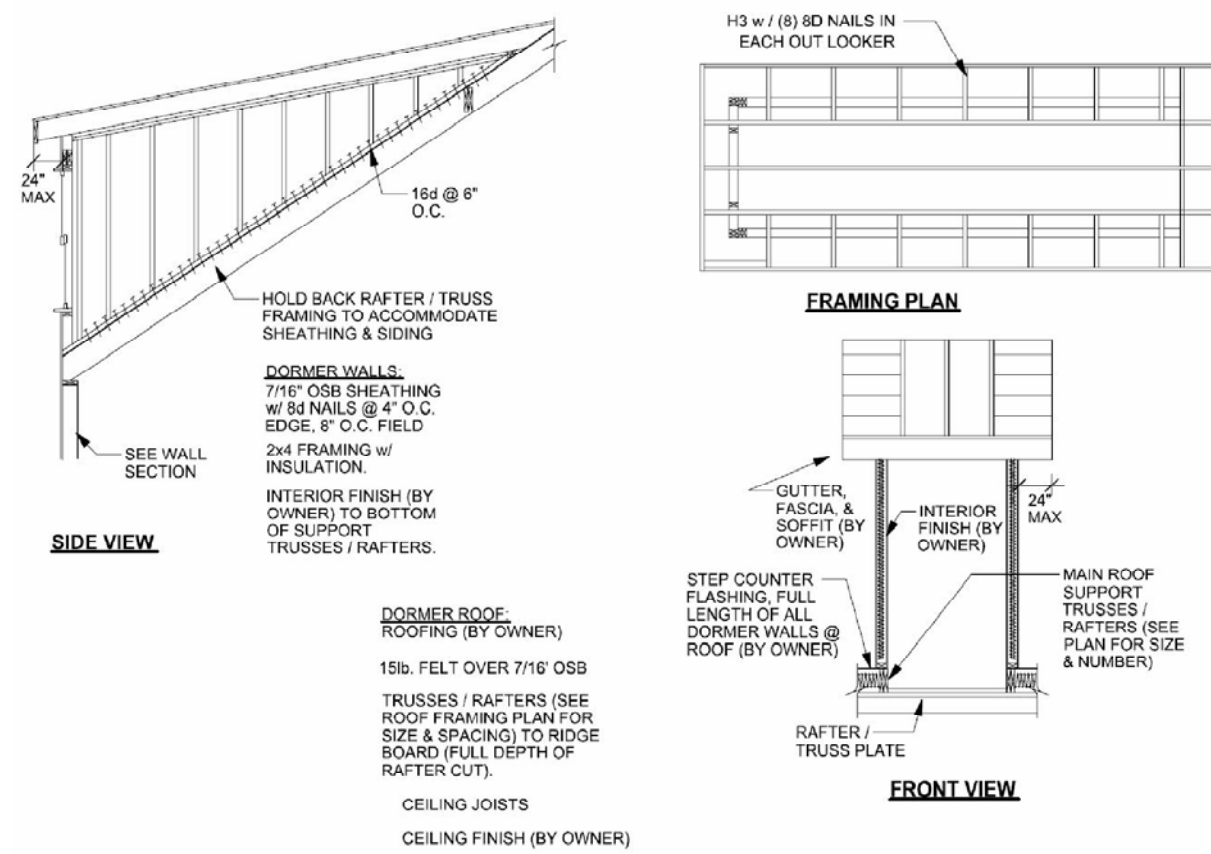 24"
MAX
16d @ 6"
O.C.
HOLD BACK RAFTER / TRUSS
FRAMING TO ACCOMMODATE
SHEATHING & SIDING
DORMER WALLS:
7/16" OSB SHEATHING
w/ 8d NAILS @ 4" O.C.
EDGE, 8" O.C. FIELD
2x4 FRAMING w/
INSULATION.
INTERIOR FINISH (BY
OWNER) TO BOTTOM
OF SUPPORT
TRUSSES / RAFTERS.
SEE WALL
SECTION
SIDE VIEW
DORMER ROOF:
ROOFING (BY OWNER)
15lb. FELT OVER 7/16' OSB
TRUSSES / RAFTERS (SEE
ROOF FRAMING PLAN FOR
SIZE & SPACING) TO RIDGE
BOARD (FULL DEPTH OF
RAFTER CUT).
CEILING JOISTS
CEILING FINISH (BY OWNER)
H3 w / (8) 8D NAILS IN
EACH OUT LOOKER
FRAMING PLAN
GUTTER,
FASCIA, &
SOFFIT (BY
OWNER)
INTERIOR
FINISH (BY
OWNER)
24"
MAX
STEP COUNTER
FLASHING, FULL
LENGTH OF ALL
DORMER WALLS @
ROOF (BY OWNER)
MAIN ROOF
SUPPORT
TRUSSES /
RAFTERS (SEE
PLAN FOR SIZE
& NUMBER)
RAFTER /
TRUSS PLATE
FRONT VIEW